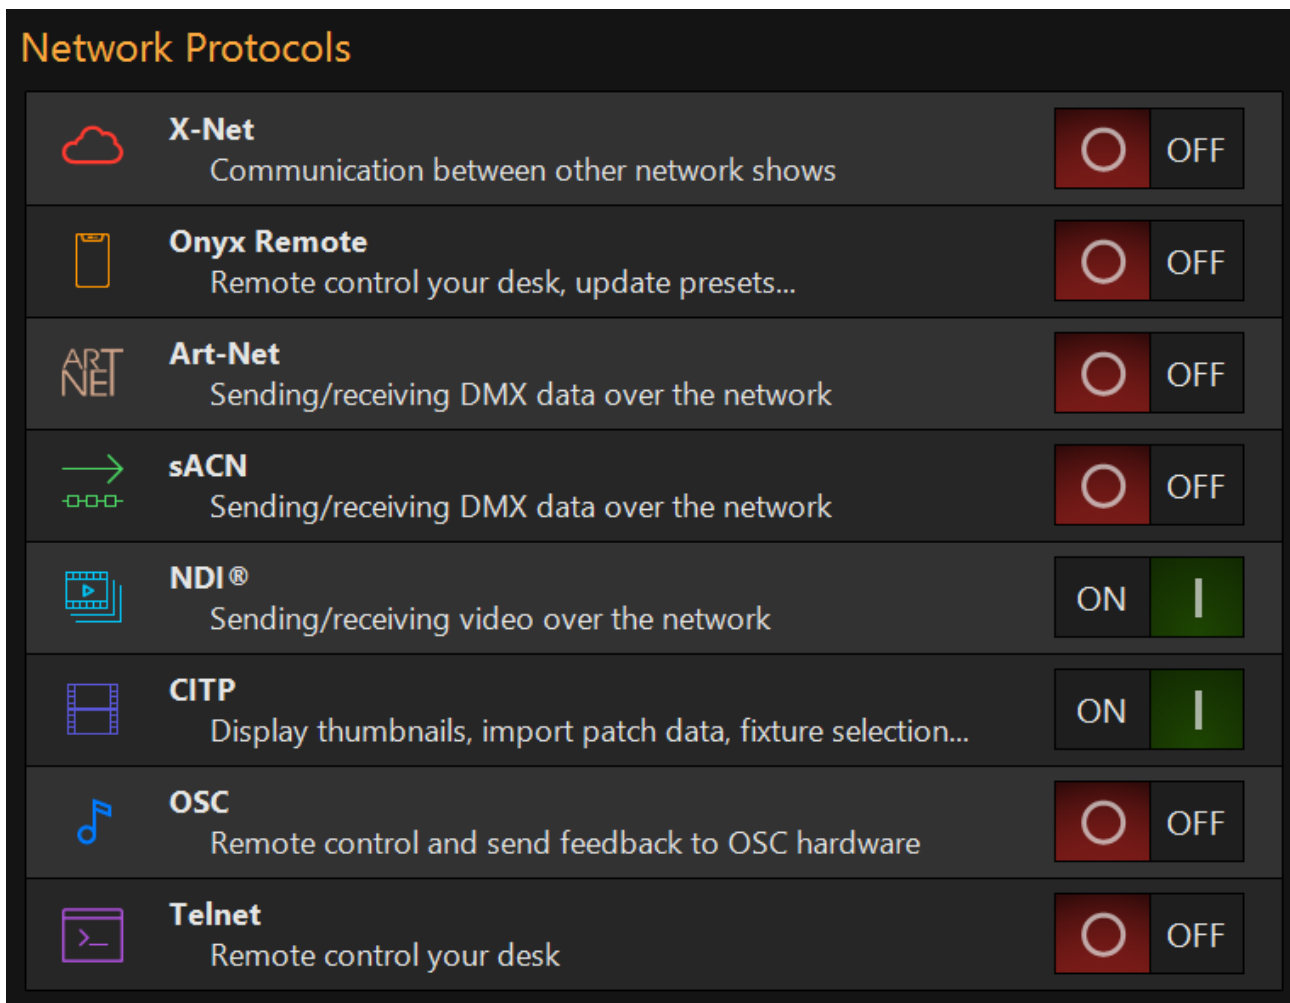 Network Protocols
X-Net
OFF
Communication between other network shows
Onyx Remote
OFF
Remote control your desk, update presets...
ART
NET
Art-Net
OFF
Sending/receiving DMX data over the network
sACN
OFF
Sending/receiving DMX data over the network
NDI®
ON
Sending/receiving video over the network
CITP
ON
Display thumbnails, import patch data, fixture selection...
OSC
OFF
Remote control and send feedback to OSC hardware
Telnet
OFF
Remote control your desk